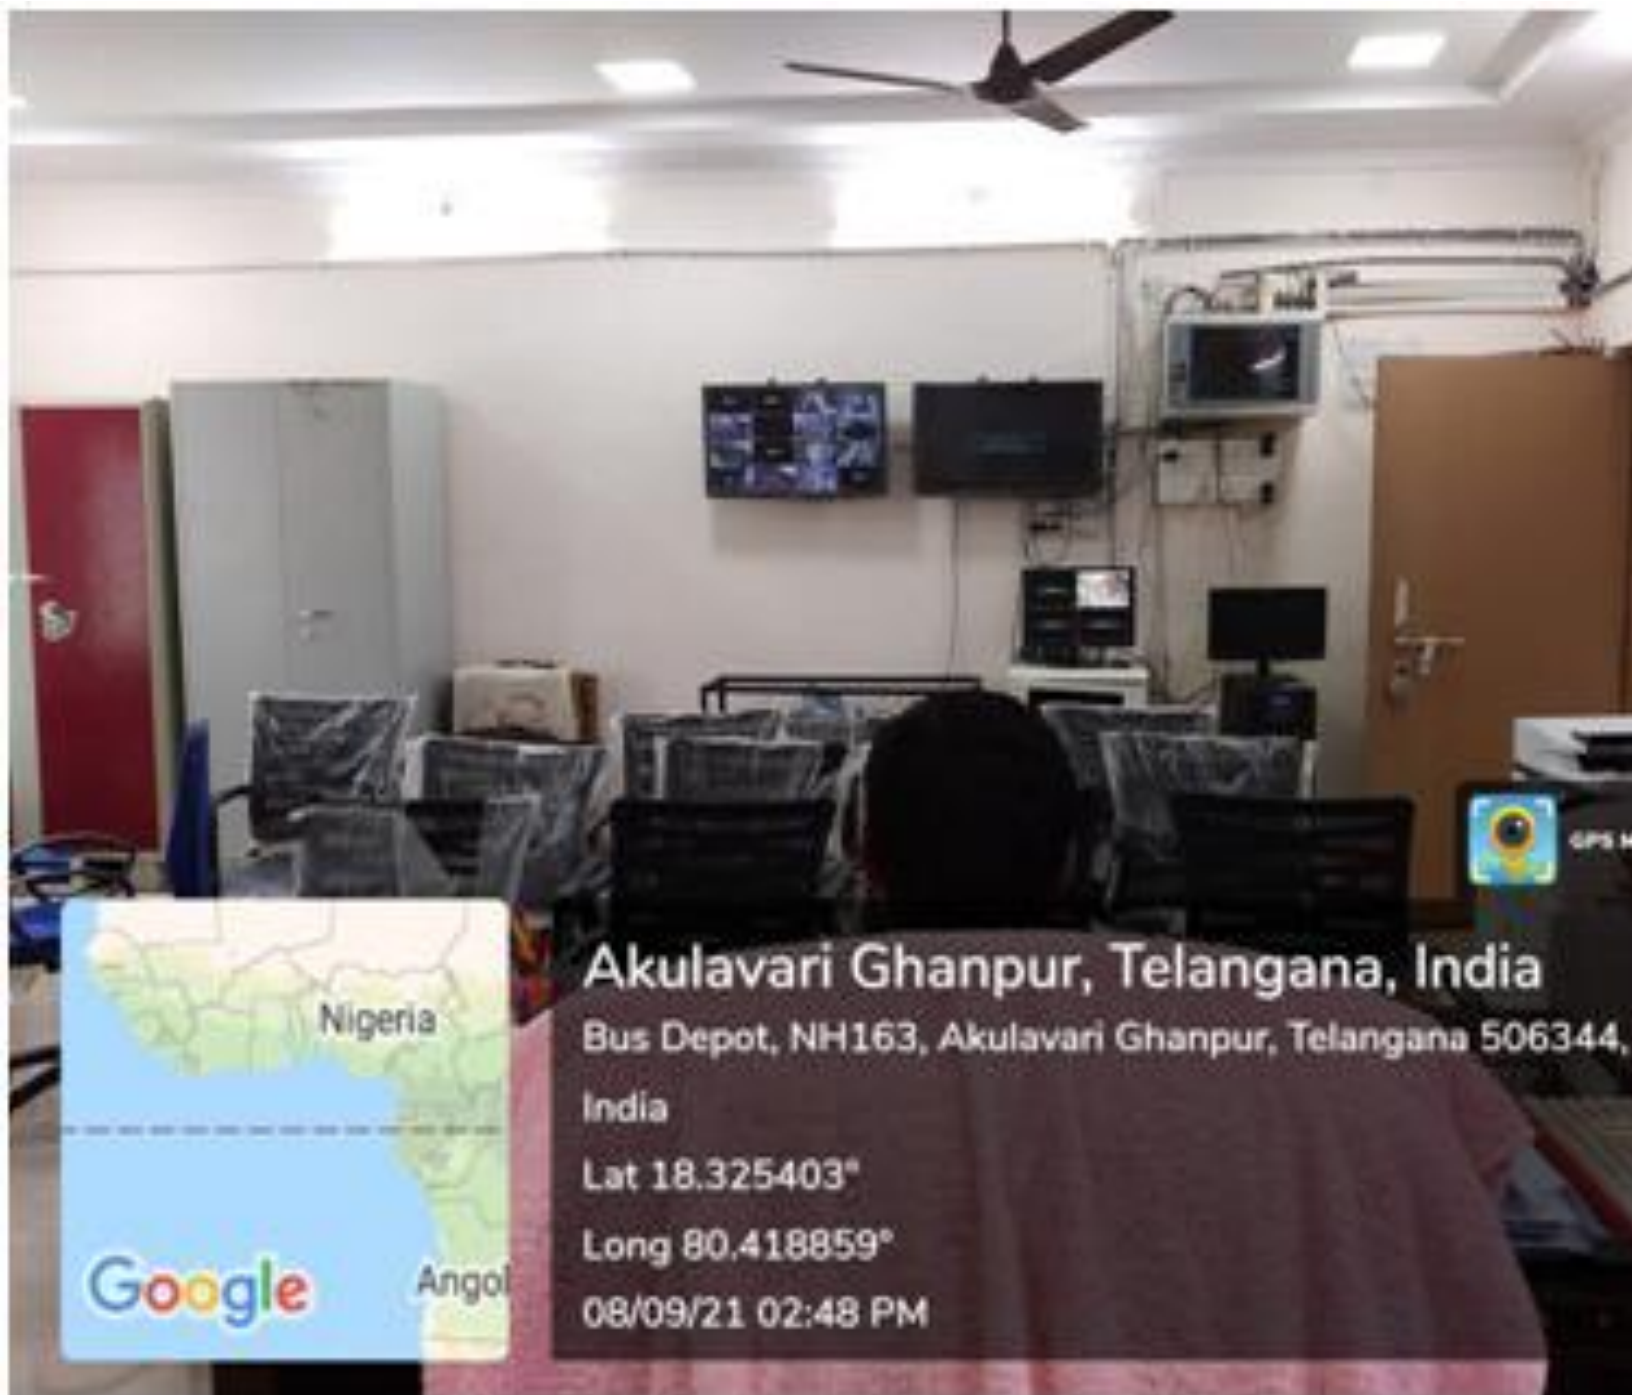 GPS
Akulavari Ghanpur, Telangana, India
Bus Depot, NH163, Akulavari Ghanpur, Telangana 506344,
India
Lat 18.325403°
Long 80.418859°
08/09/21 02:48 PM
Nigeria
Angol
Google